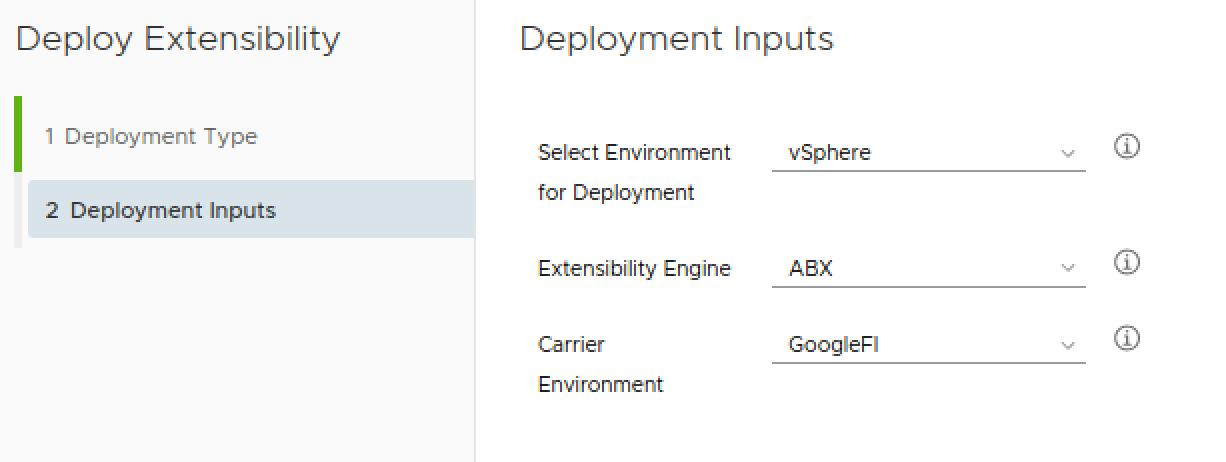 Deploy Extensibility
1 Deployment Type
2 Deployment Inputs
Deployment Inputs
Select Environment
for Deployment
vSphere
Extensibility Engine
ABX
Carrier
Environment
GoogleFI